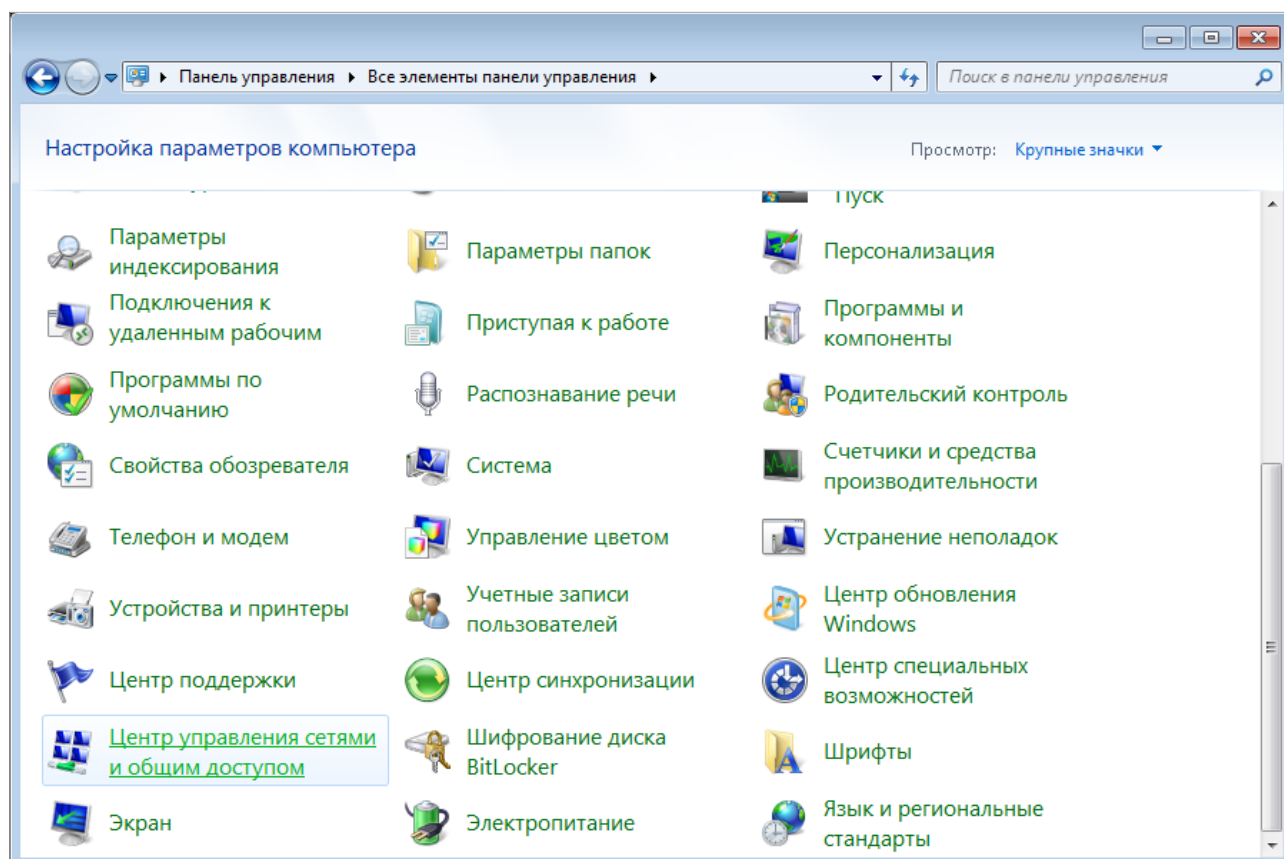 Панель управления
Все элементы панели управления
Поиск в панели управления
Настройка параметров компьютера
Просмотр: Крупные значки
Пуск
Параметры
индексирования
Параметры папок
Персонализация
Подключения к
удаленным рабочим
Приступая к работе
Программы и
компоненты
Программы по
умолчанию
Распознавание речи
Родительский контроль
Свойства обозревателя
Система
Счетчики и средства
производительности
Телефон и модем
Управление цветом
Устранение неполадок
Устройства и принтеры
Учетные записи
пользователей
Центр обновления
Windows
Центр поддержки
Центр синхронизации
Центр специальных
возможностей
Центр управления сетями
и общим доступом
Шифрование диска
BitLocker
Шрифты
Экран
Электропитание
Язык и региональные
стандарты